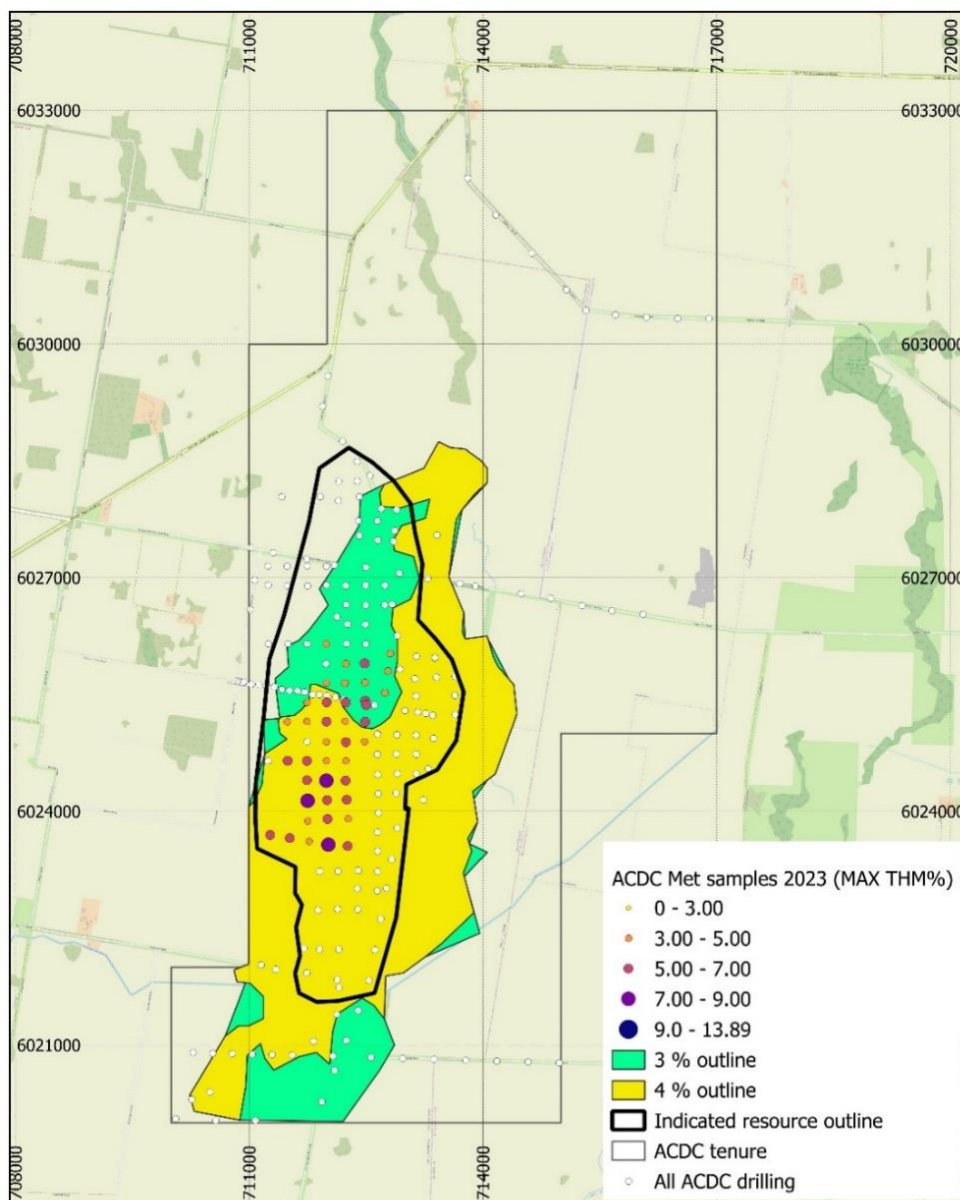 708000
711000
714000
717000
720000
6033000
6033000
6030000
6030000
6027000
6027000
6024000
6024000
6021000
ACDC Met samples 2023 (MAX THM%)
0 - 3.00
3.00 - 5.00
5.00 - 7.00
7.00 - 9.00
9.0 - 13.89
3 % outline
4 % outline
Indicated resource outline
ACDC tenure
All ACDC drilling
708000
711000
714000